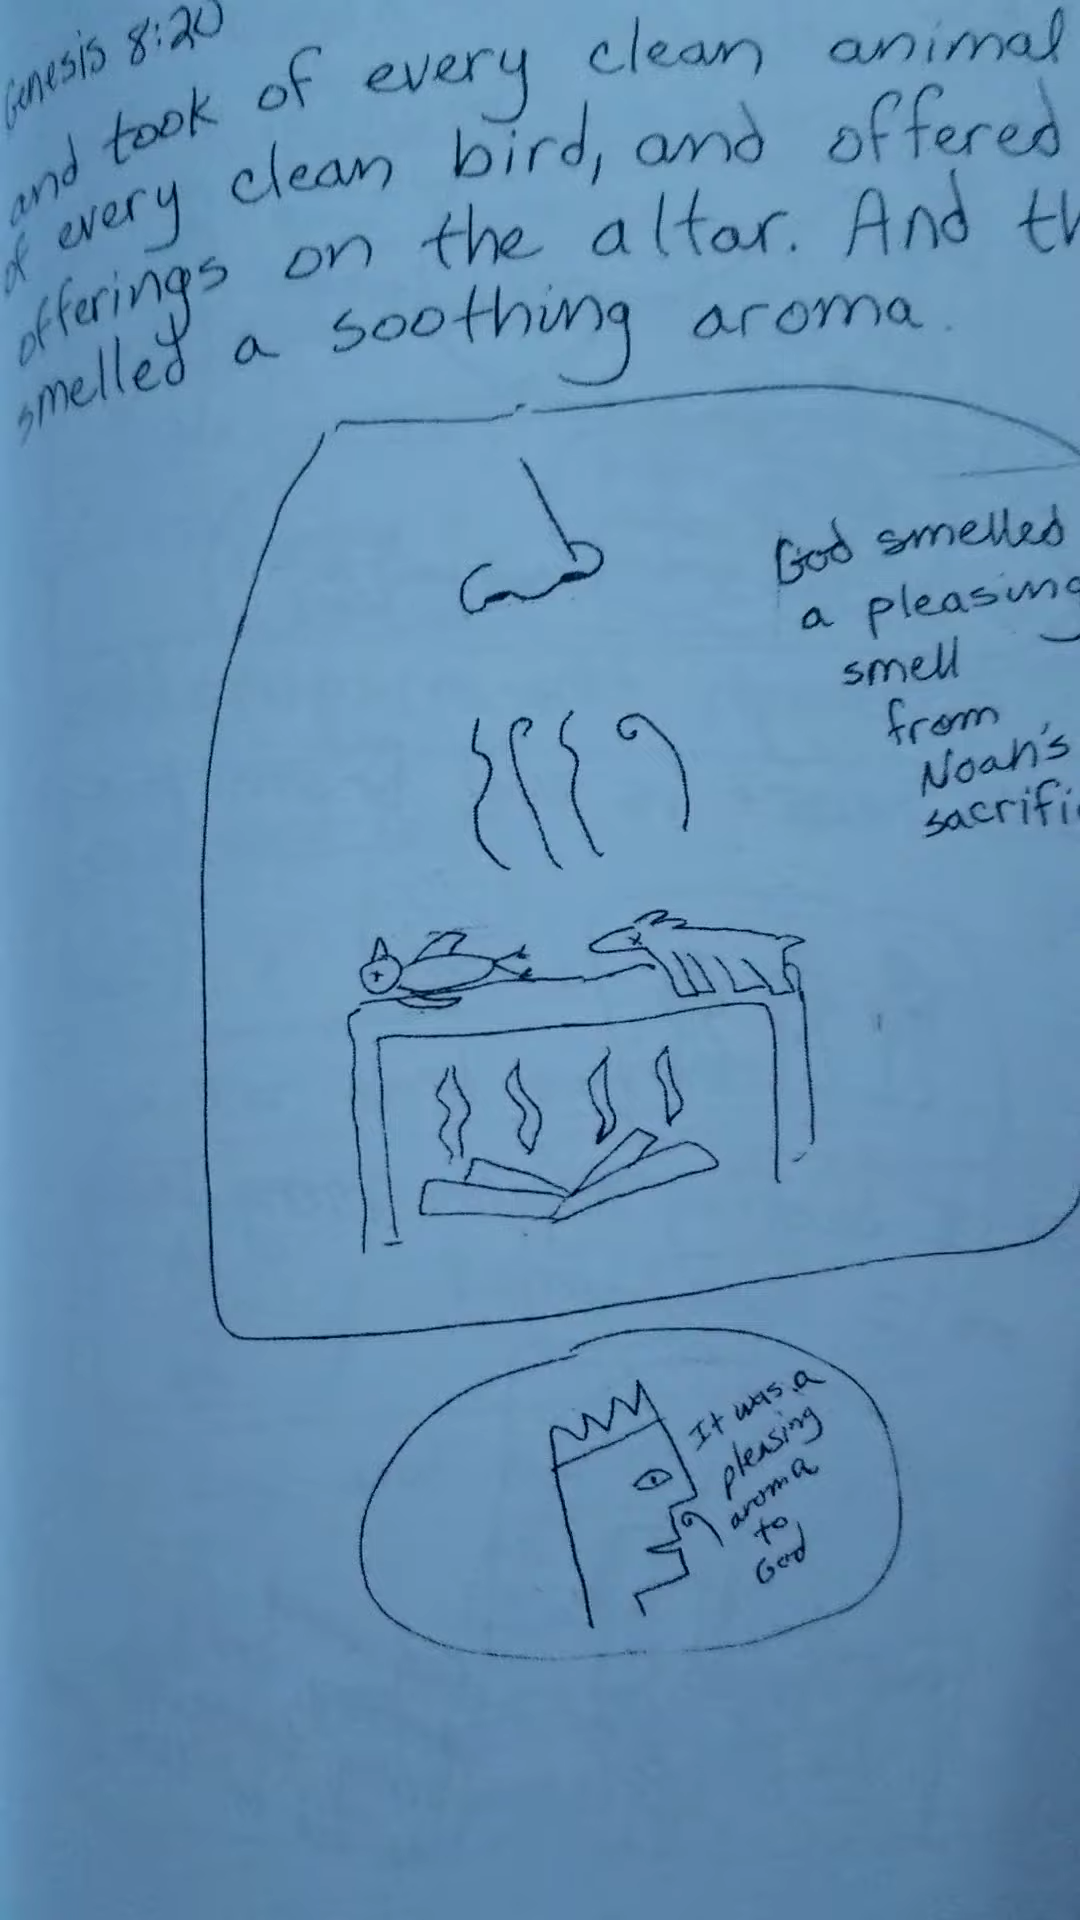 Genesis 8:20
and took of every clean animal
of every clean bird, and offered
offerings on the altar. And th
smelled a soothing aroma.
God smelled
a pleasing
smell
from
Noah's
sacrifi
It was a
pleasing
aroma
to
God